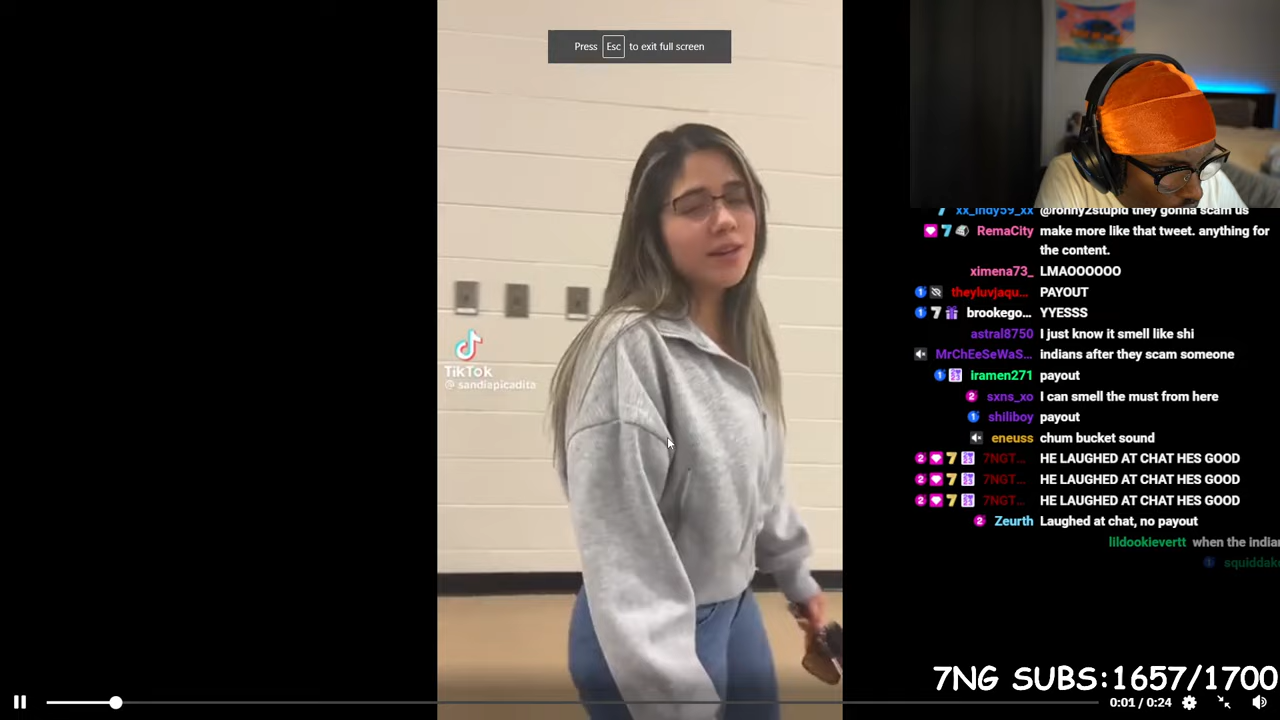 Press Esc to exit full screen
TikTok
@ sandiapicadita
xx_indy59_xx @ronny2stupid they gonna scam us
RemaCity make more like that tweet. anything for
the content.
ximena73_ LMAOOOOOO
theyluvjaqu... PAYOUT
brookego... YYESSS
astral8750 I just know it smell like shi
MrChEeSeWaS... indians after they scam someone
iramen271 payout
sxns_xo I can smell the must from here
shiliboy payout
eneuss chum bucket sound
7NGT... HE LAUGHED AT CHAT HES GOOD
7NGT... HE LAUGHED AT CHAT HES GOOD
7NGT... HE LAUGHED AT CHAT HES GOOD
Zeurth Laughed at chat, no payout
lildookievertt when the indian
squiddak
7NG SUBS:1657/1700
0:01 / 0:24